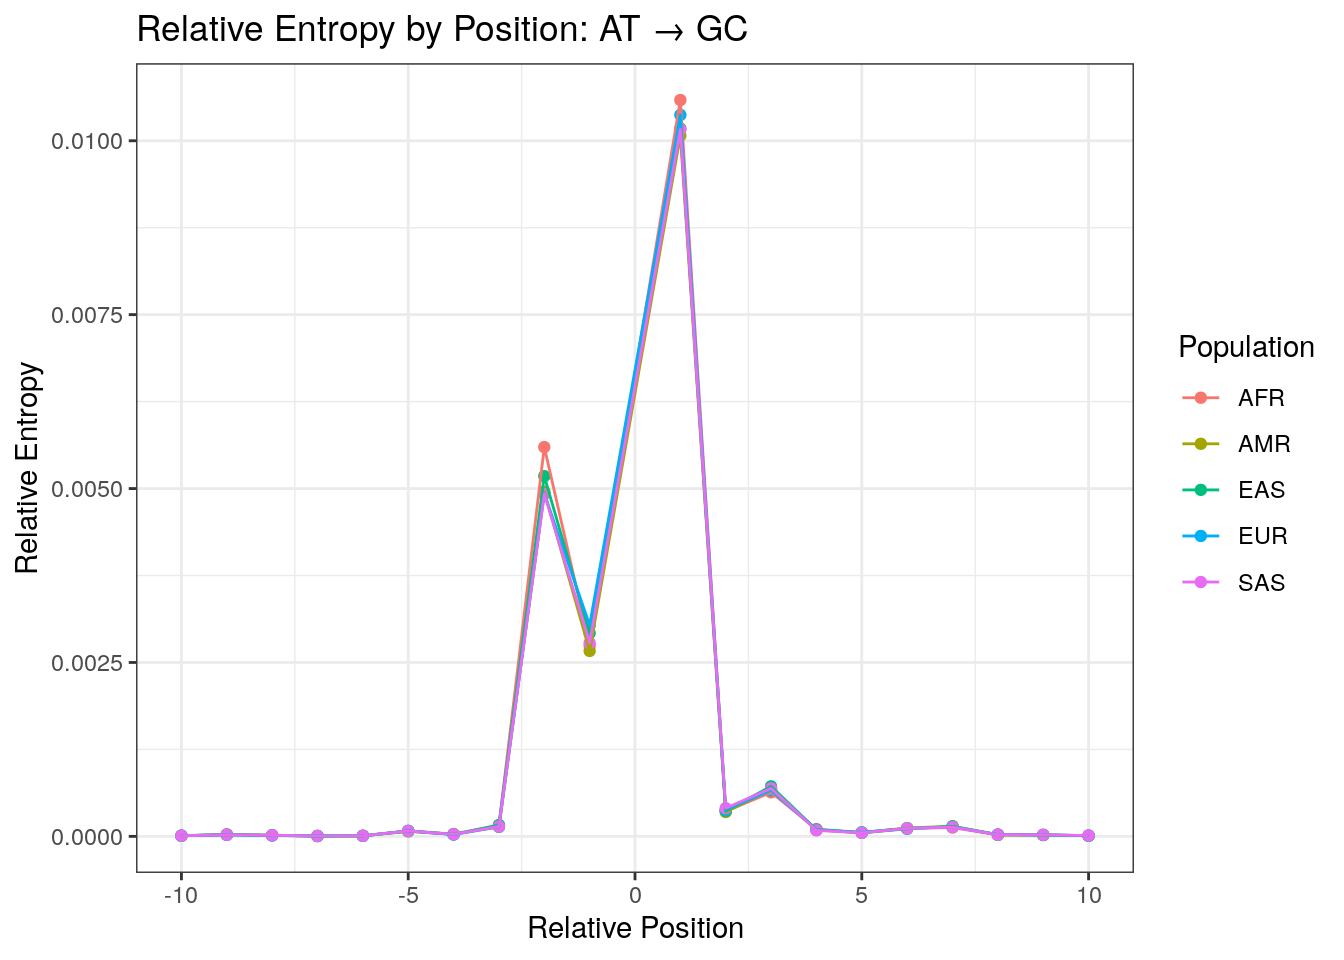 Relative Entropy by Position: AT → GC
0.0100
0.0075
0.0050
0.0025
0.0000
Relative Entropy
-10
-5
0
5
10
Relative Position
Population
AFR
AMR
EAS
EUR
SAS